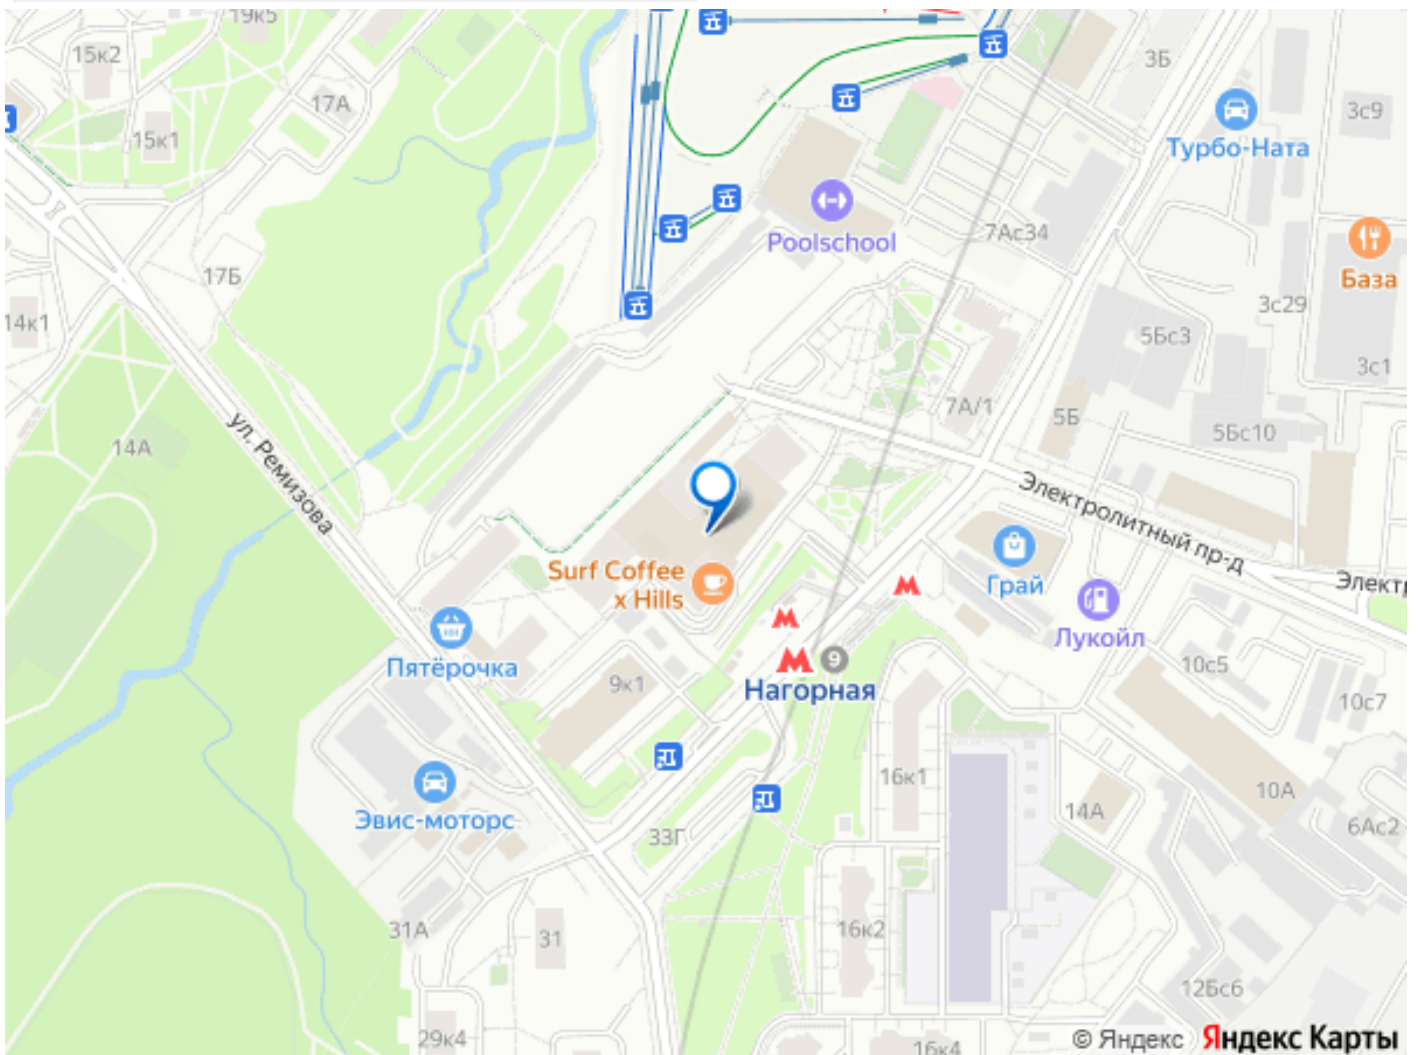 19к5
15к2
3Б
17А
3с9
15к1
Турбо-Ната
7Ас34
Poolschool
17Б
База
3с29
14к1
5Бс3
3с1
7А/1
5Б
5Бс10
ул. Ремизова
14А
Электролитный пр-д
Surf Coffee
x Hills
Грай
Электр
Лукойл
Пятёрочка
9к1
9
Нагорная
10с5
10с7
16к1
10А
14А
Эвис-моторс
6Ас2
33Г
31А
31
16к2
12Бс6
29к4
16к4
© Яндекс
Яндекс Карты